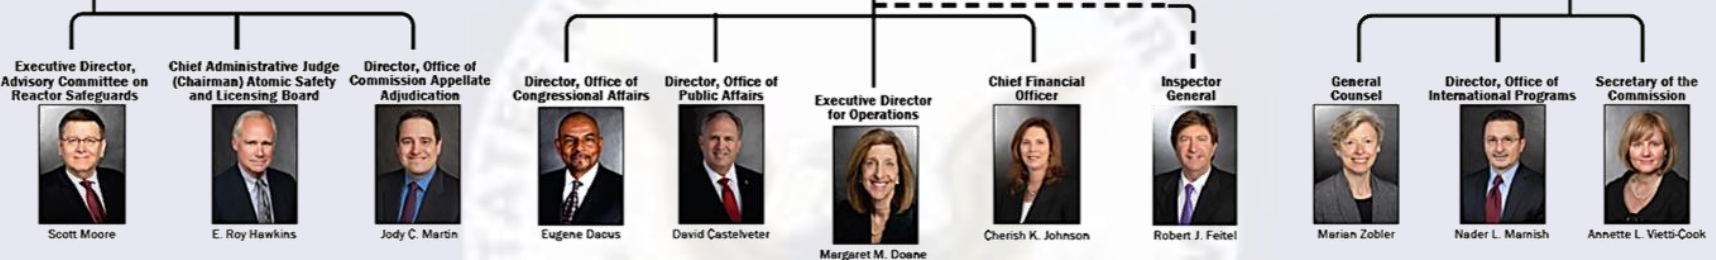 Executive Director,
Advisory Committee on
Reactor Safeguards
Scott Moore
Chief Administrative Judge
(Chairman) Atomic Safety
and Licensing Board
E. Roy Hawkins
Director, Office of
Commission Appellate
Adjudication
Jody C. Martin
Director, Office of
Congressional Affairs
Eugene Dacus
Director, Office of
Public Affairs
David Castelveter
Executive Director
for Operations
Margaret M. Doane
Chief Financial
Officer
Cherish K. Johnson
Inspector
General
Robert J. Feitel
General
Counsel
Marian Zobler
Director, Office of
International Programs
Nader L. Mamish
Secretary of the
Commission
Annette L. Vietti-Cook